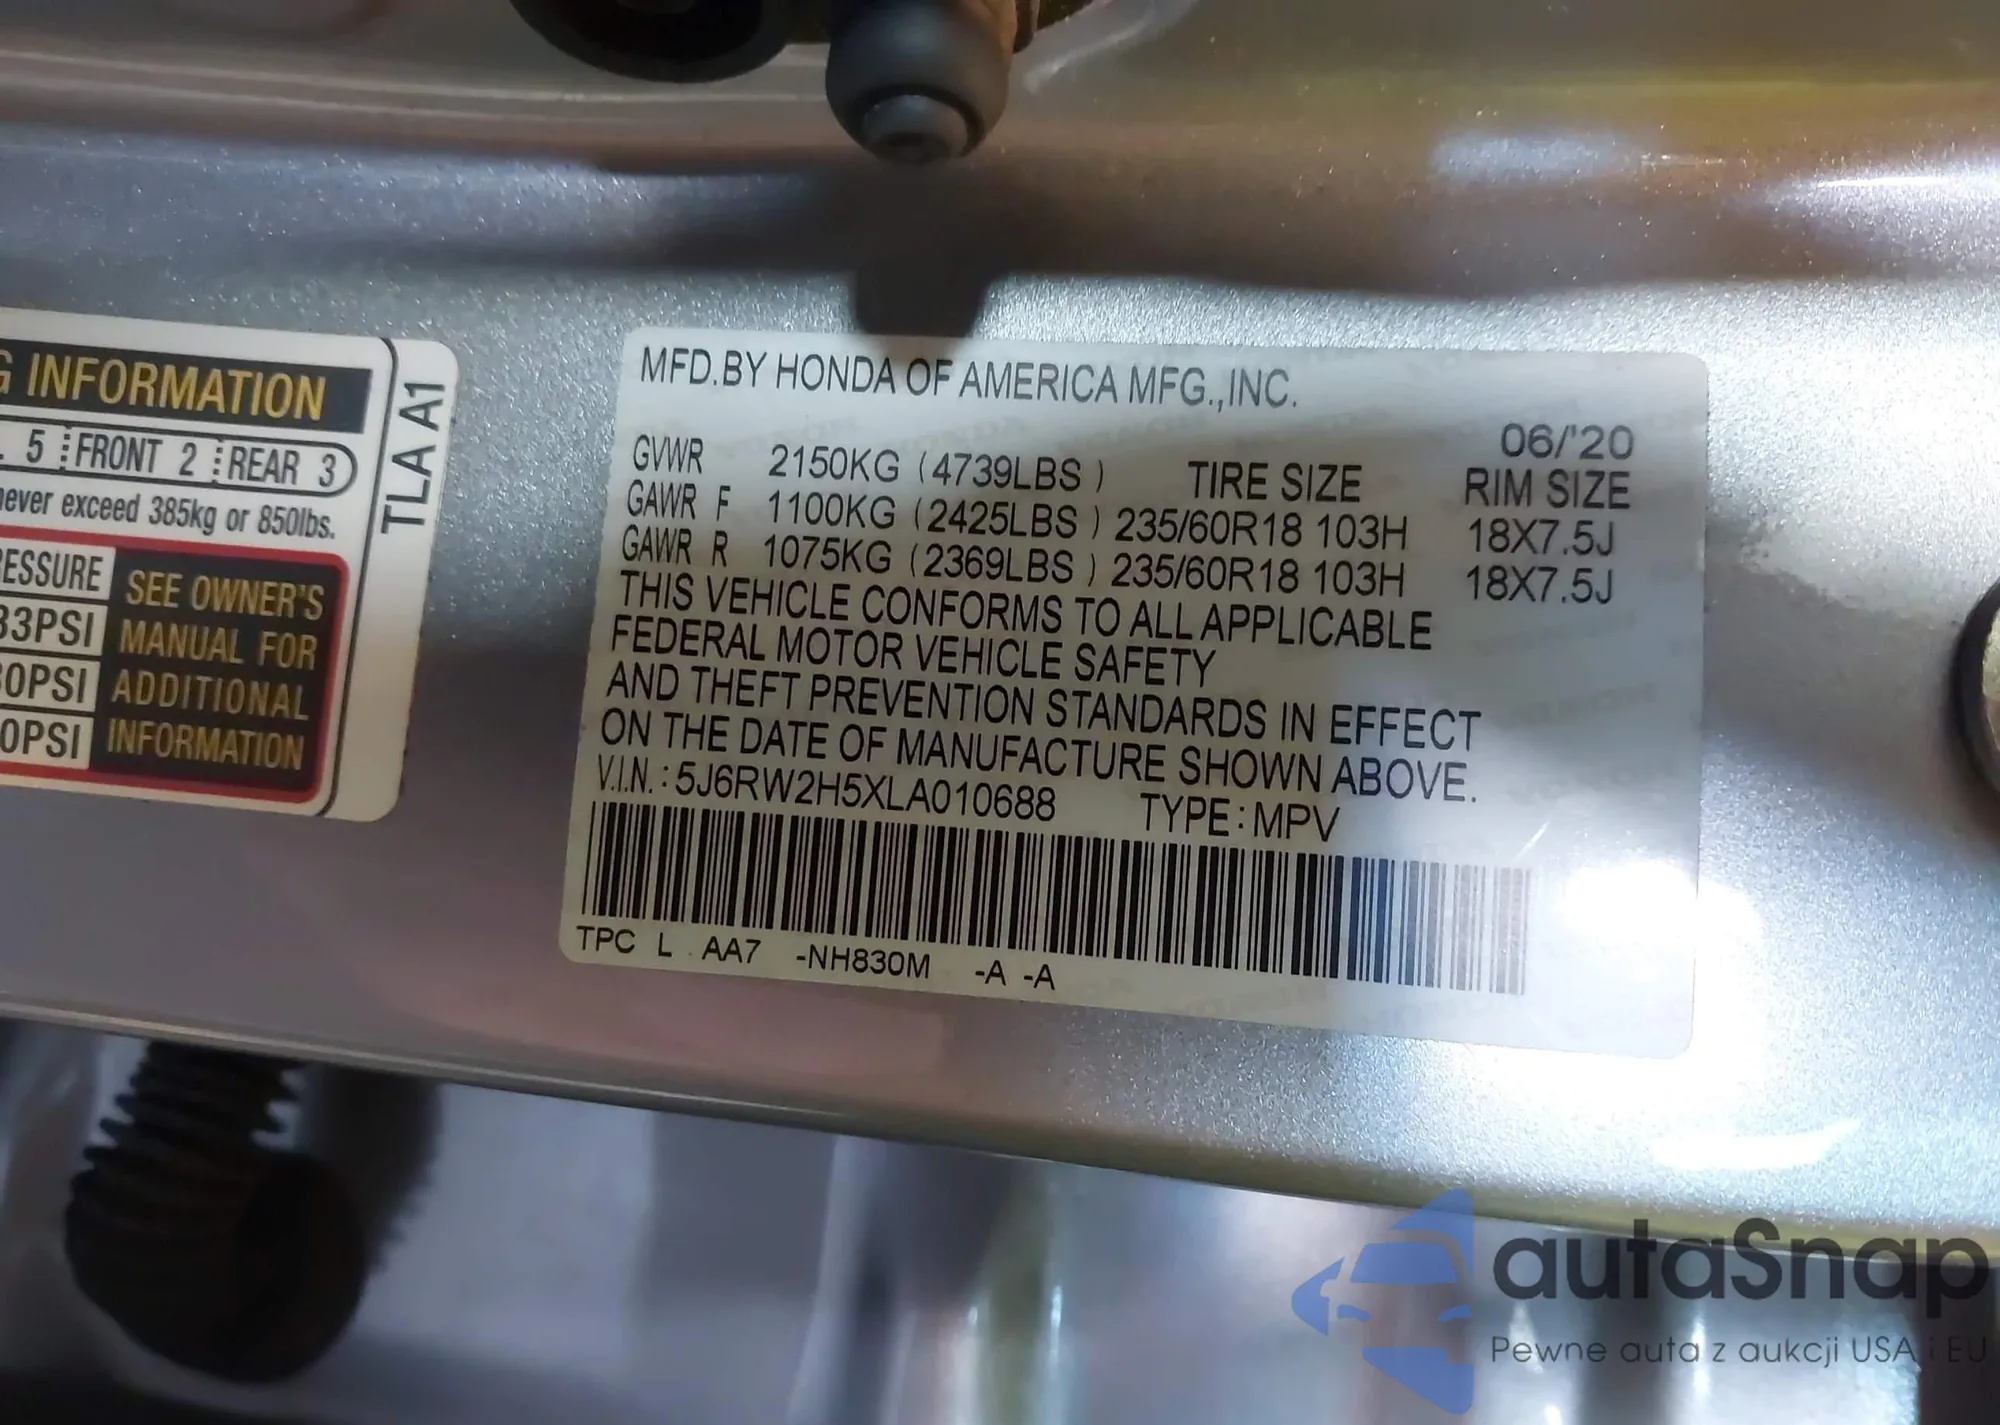 G INFORMATION
5 FRONT 2 REAR 3
never exceed 385kg or 850lbs.
ESSURE
33PSI
0PSI
0PSI
SEE OWNER'S
MANUAL FOR
ADDITIONAL
INFORMATION
TLA A1
MFD.BY HONDA OF AMERICA MFG.,INC.
06/'20
GVWR 2150KG (4739LBS ) TIRE SIZE RIM SIZE
GAWR F 1100KG (2425LBS ) 235/60R18 103H 18X7.5J
GAWR R 1075KG (2369LBS ) 235/60R18 103H 18X7.5J
THIS VEHICLE CONFORMS TO ALL APPLICABLE
FEDERAL MOTOR VEHICLE SAFETY
AND THEFT PREVENTION STANDARDS IN EFFECT
ON THE DATE OF MANUFACTURE SHOWN ABOVE.
V.I.N.: 5J6RW2H5XLA010688 TYPE: MPV
TPC L AA7 -NH830M -A -A
autaSnap
Pewne auta z aukcji USA i EU